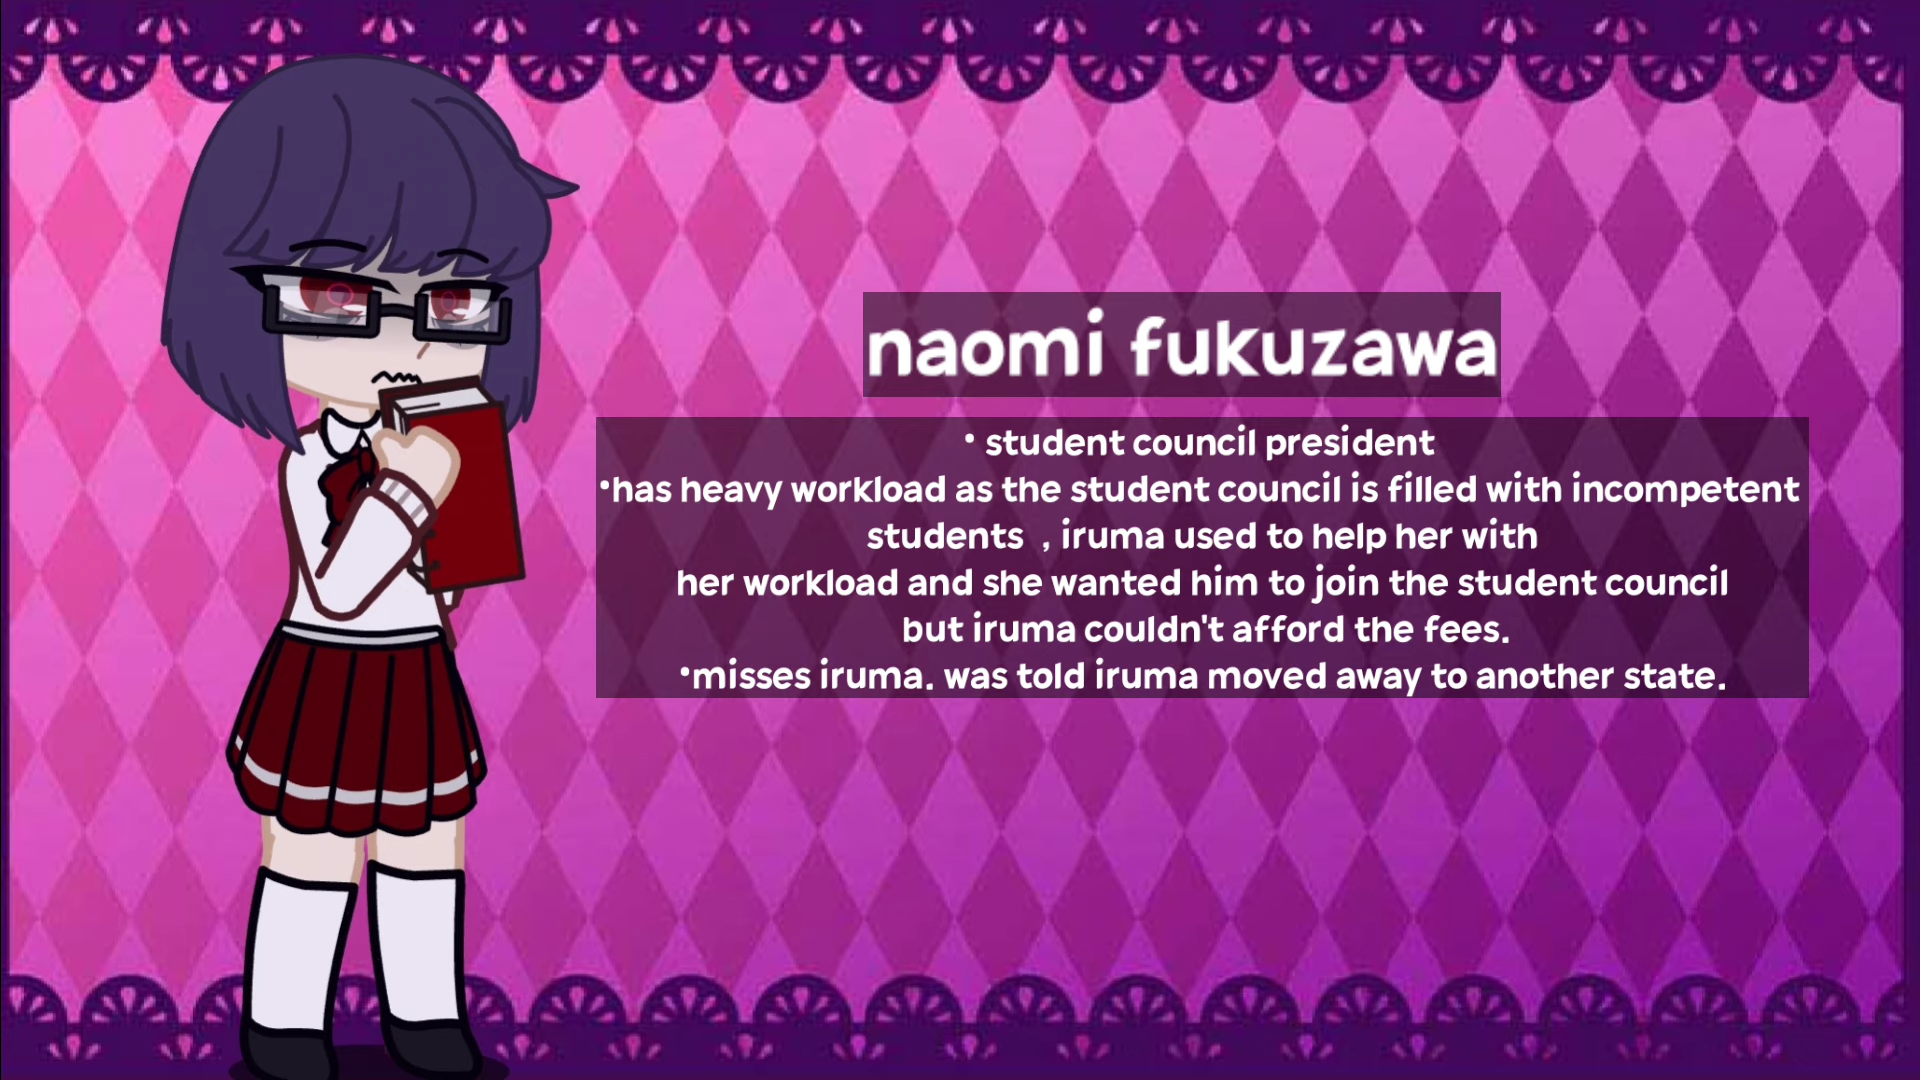 naomi fukuzawa
• student council president
•has heavy workload as the student council is filled with incompetent
students , iruma used to help her with
her workload and she wanted him to join the student council
but iruma couldn't afford the fees.
•misses iruma. was told iruma moved away to another state.